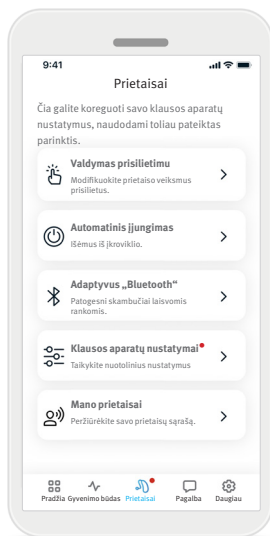 9:41
Prietaisai
Čia galite koreguoti savo klausos aparatų
nustatymus, naudodami toliau pateiktas
parinktis.
Valdymas prisilietimu
Modifikuokite prietaiso veiksmus
prisilietus.
Automatinis įjungimas
Išėmus iš įkroviklio.
Adaptyvus „Bluetooth“
Patogesni skambučiai laisvomis
rankomis.
Klausos aparatų nustatymai
Taikykite nuotolinius nustatymus
Mano prietaisai
Peržiūrėkite savo prietaisų sąrašą.
Pradžia Gyvenimo būdas Prietaisai Pagalba Daugiau